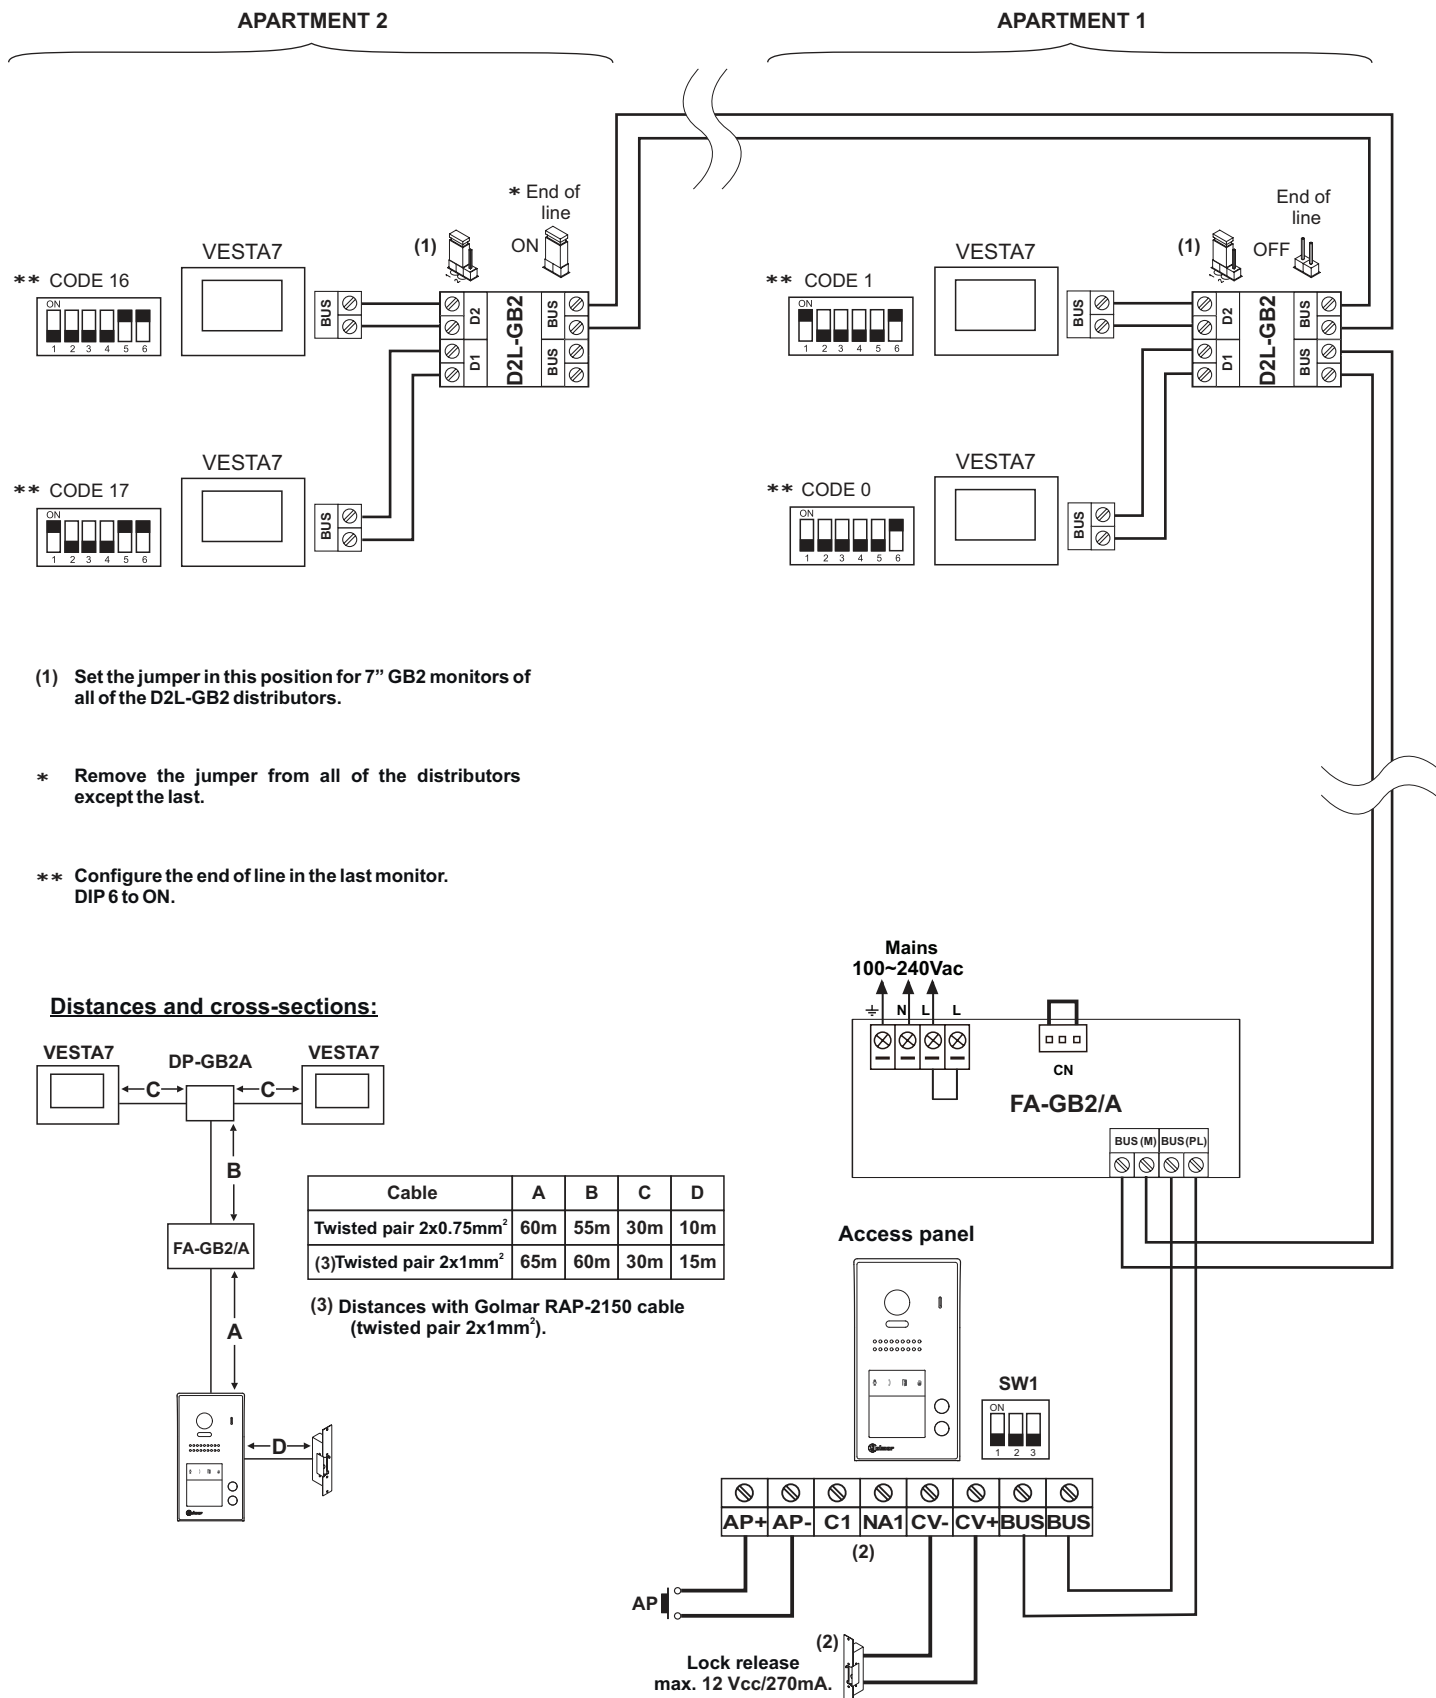 APARTMENT 2
APARTMENT 1
* End of
line
ON
(1)
VESTA7
** CODE 16
ON
1 2 3 4 5 6
BUS
D2
D1
D2L-GB2
BUS
BUS
VESTA7
** CODE 17
ON
1 2 3 4 5 6
BUS
End of
line
OFF
(1)
VESTA7
** CODE 1
ON
1 2 3 4 5 6
BUS
D2
D1
D2L-GB2
BUS
BUS
VESTA7
** CODE 0
ON
1 2 3 4 5 6
BUS
(1) Set the jumper in this position for 7” GB2 monitors of
all of the D2L-GB2 distributors.
* Remove the jumper from all of the distributors
except the last.
** Configure the end of line in the last monitor.
DIP 6 to ON.
Distances and cross-sections:
VESTA7
DP-GB2A
VESTA7
C
C
B
FA-GB2/A
A
D
Golmar
Cable A B C D
Twisted pair 2x0.75mm² 60m 55m 30m 10m
(3)Twisted pair 2x1mm² 65m 60m 30m 15m
(3) Distances with Golmar RAP-2150 cable
(twisted pair 2x1mm²).
Mains
100~240Vac
N L L
CN
FA-GB2/A
BUS (M) BUS (PL)
Access panel
Golmar
SW1
ON
1 2 3
AP+ AP- C1 NA1 CV- CV+ BUS BUS
(2)
AP
(2)
Lock release
max. 12 Vcc/270mA.